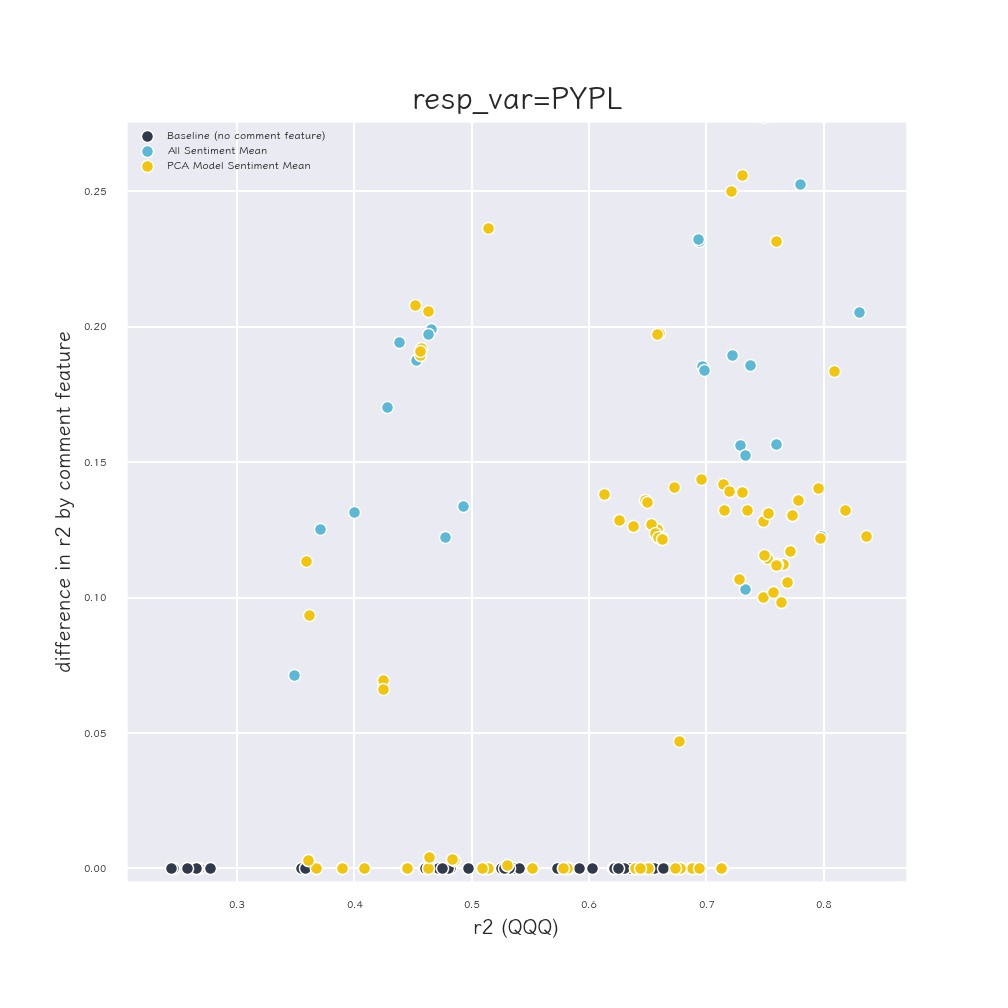 resp_var=PYPL
Baseline (no comment feature)
All Sentiment Mean
PCA Model Sentiment Mean
difference in r2 by comment feature
0.25
0.20
0.15
0.10
0.05
0.00
0.3 0.4 0.5 0.6 0.7 0.8
r2 (QQQ)